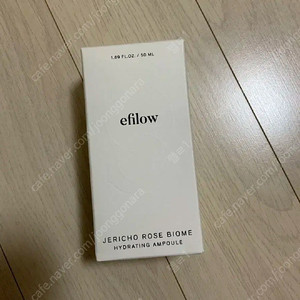 1.69 FL.OZ. / 50 ML
efilow
JERICHO ROSE BIOME
HYDRATING AMPOULE